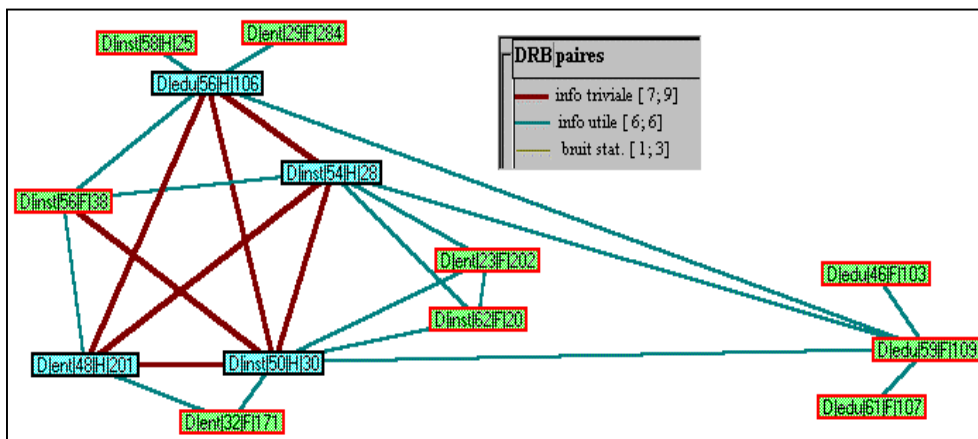 D|inst|58|H|25
D|ent|29|F|284
D|edu|56|H|106
DRB|paires
info triviale [ 7; 9]
info utile [ 6; 6]
bruit stat. [ 1; 3]
D|inst|54|H|28
D|inst|56|F|38
D|ent|23|F|202
D|edu|46|F|103
D|inst|62|F|20
D|edu|59|F|109
D|ent|48|H|201
D|inst|50|H|30
D|edu|61|F|107
D|ent|32|F|171